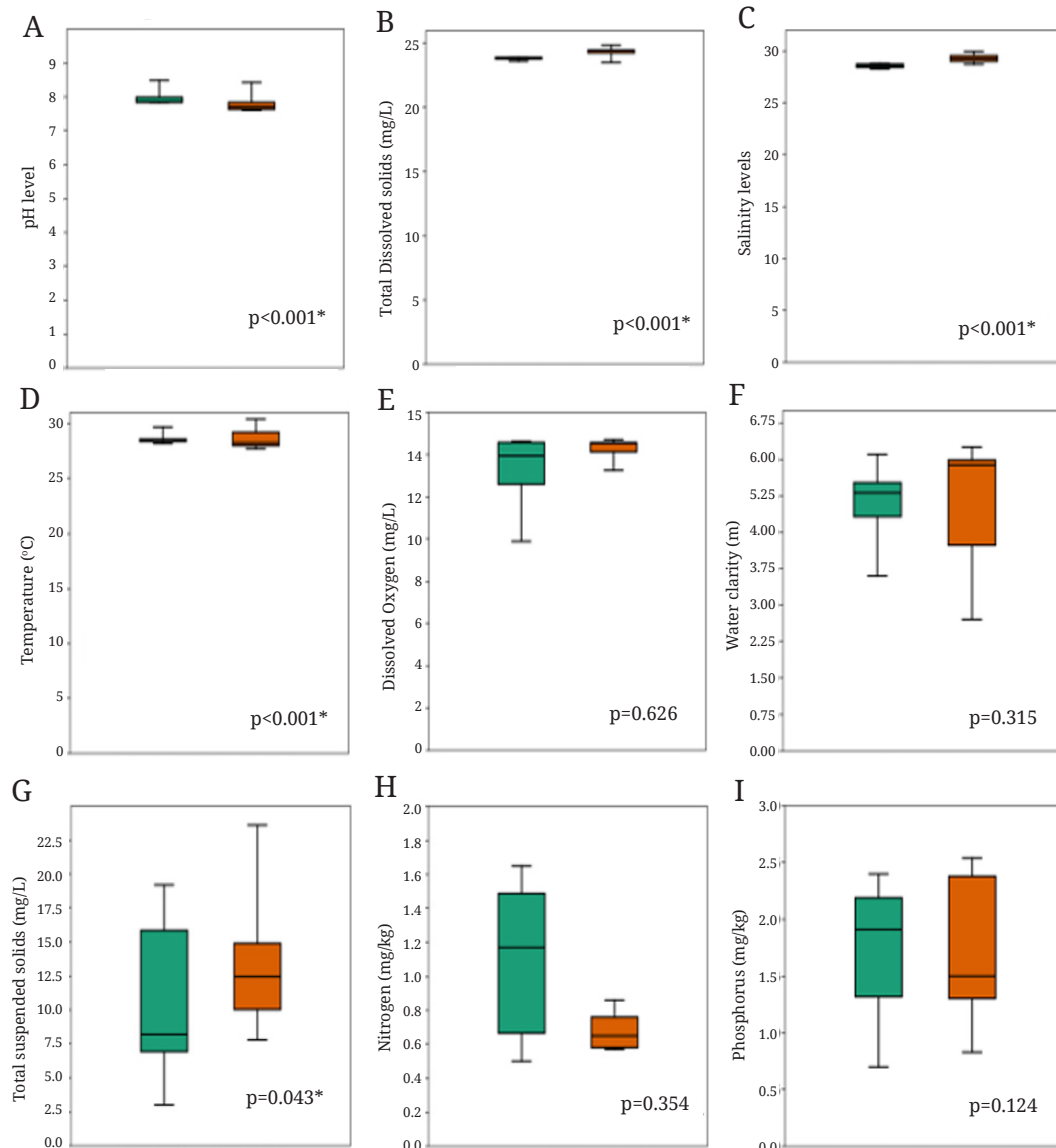 A
pH level
9
8
7
6
5
4
3
2
1
0
p<0.001*
B
Total Dissolved solids (mg/L)
25
20
15
10
5
0
p<0.001*
C
Salinity levels
30
25
20
15
10
5
0
p<0.001*
D
Temperature (°C)
30
25
20
15
10
5
0
p<0.001*
E
Dissolved Oxygen (mg/L)
15
14
12
10
8
6
4
2
0
p=0.626
F
Water clarity (m)
6.75
6.00
5.25
4.00
3.75
3.00
2.25
1.50
0.75
0.00
p=0.315
G
Total suspended solids (mg/L)
22.5
20.0
17.5
15.0
12.5
10.0
7.5
5.0
2.5
0.0
p=0.043*
H
Nitrogen (mg/kg)
2.0
1.8
1.6
1.4
1.2
1.0
0.8
0.6
0.4
0.2
0.0
p=0.354
I
Phosphorus (mg/kg)
3.0
2.5
2.0
1.5
1.0
0.5
0.0
p=0.124